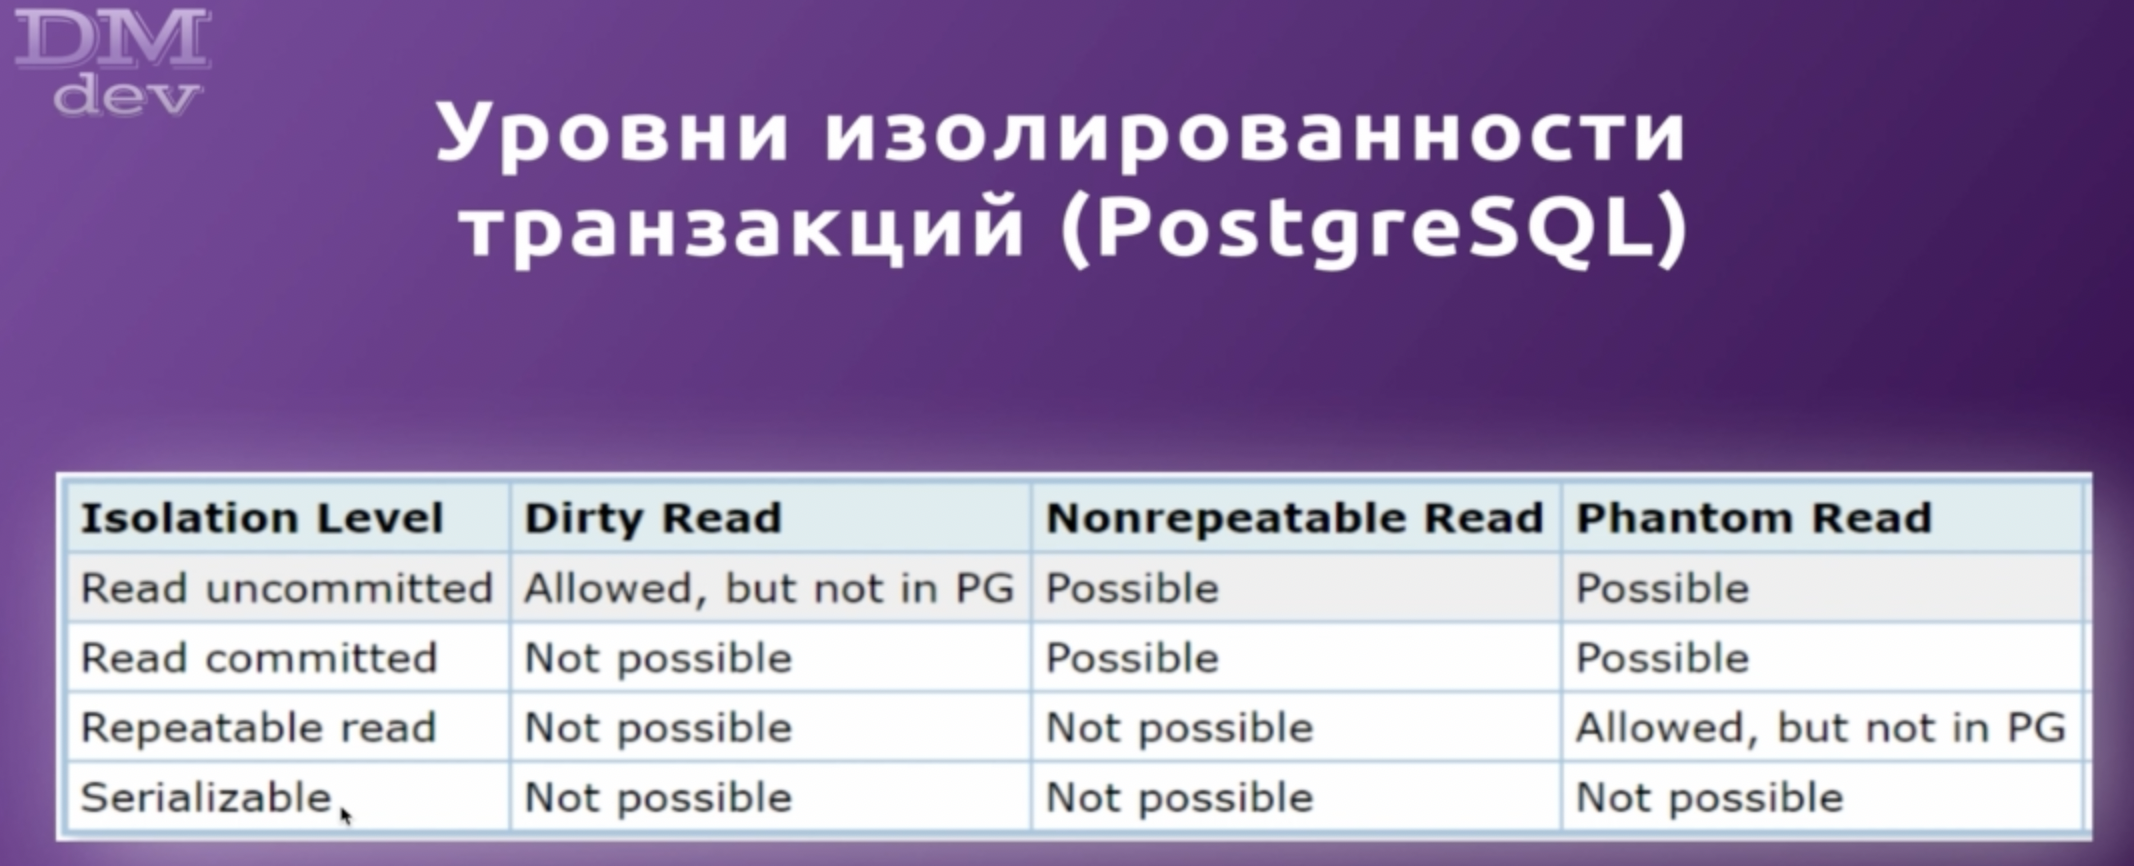 DM
dev
Уровни изолированности
транзакций (PostgreSQL)
Isolation Level Dirty Read Nonrepeatable Read Phantom Read
Read uncommitted Allowed, but not in PG Possible Possible
Read committed Not possible Possible Possible
Repeatable read Not possible Not possible Allowed, but not in PG
Serializable Not possible Not possible Not possible